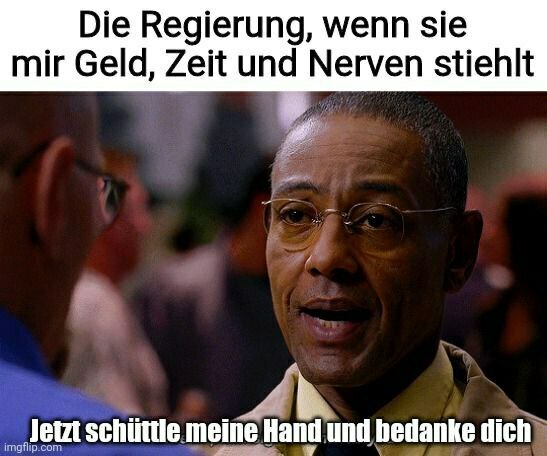 Die Regierung, wenn sie
mir Geld, Zeit und Nerven stiehlt
Jetzt schüttle meine Hand und bedanke dich
imgflip.com